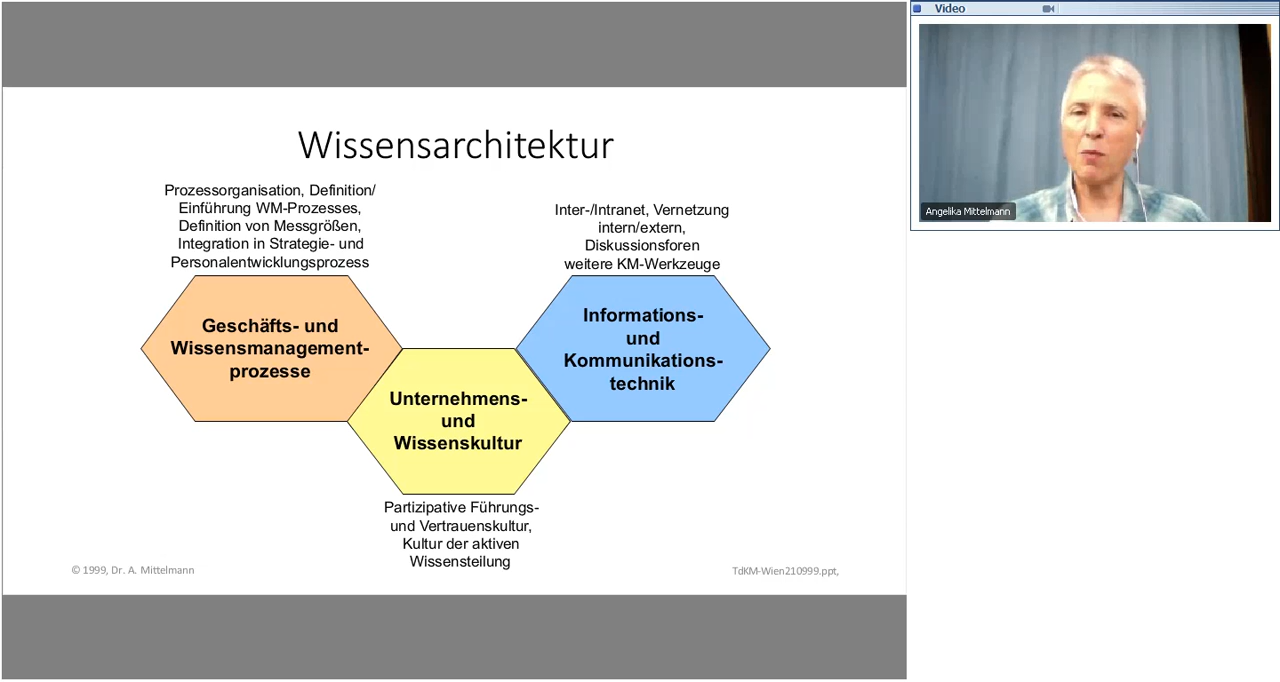 Video
Angelika Mittelmann
Wissensarchitektur
Prozessorganisation, Definition/
Einführung WM-Prozesses,
Definition von Messgrößen,
Integration in Strategie- und
Personalentwicklungsprozess
Inter-/Intranet, Vernetzung
intern/extern,
Diskussionsforen
weitere KM-Werkzeuge
Geschäfts- und
Wissensmanagement-
prozesse
Informations-
und
Kommunikations-
technik
Unternehmens-
und
Wissenskultur
Partizipative Führungs-
und Vertrauenskultur,
Kultur der aktiven
Wissensteilung
© 1999, Dr. A. Mittelmann
TdKM-Wien210999.ppt,